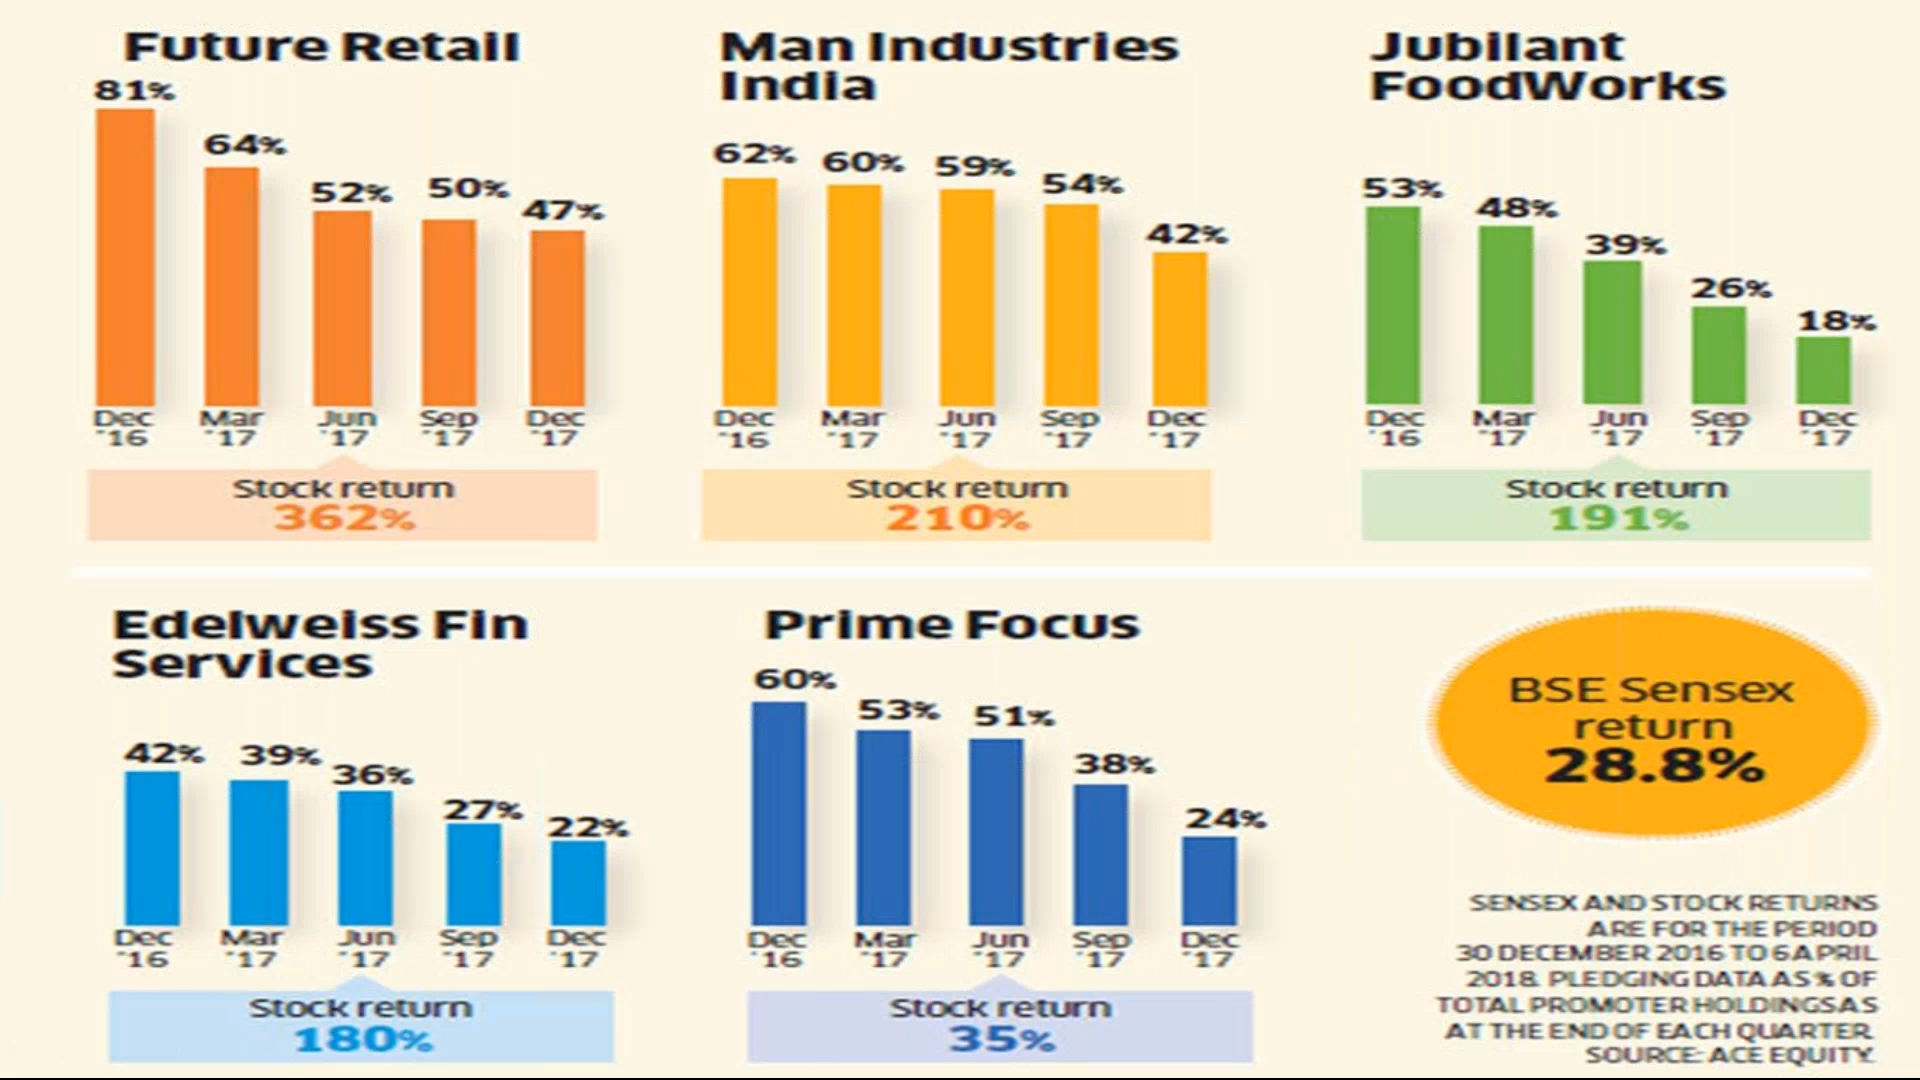 Future Retail
81%
64%
52%
50%
47%
Dec '16
Mar '17
Jun '17
Sep '17
Dec '17
Stock return
362%
Man Industries
India
62%
60%
59%
54%
42%
Dec '16
Mar '17
Jun '17
Sep '17
Dec '17
Stock return
210%
Jubilant
FoodWorks
53%
48%
39%
26%
18%
Dec '16
Mar '17
Jun '17
Sep '17
Dec '17
Stock return
191%
Edelweiss Fin
Services
42%
39%
36%
27%
22%
Dec '16
Mar '17
Jun '17
Sep '17
Dec '17
Stock return
180%
Prime Focus
60%
53%
51%
38%
24%
Dec '16
Mar '17
Jun '17
Sep '17
Dec '17
Stock return
35%
BSE Sensex
return
28.8%
SENSEX AND STOCK RETURNS
ARE FOR THE PERIOD
30 DECEMBER 2016 TO 6 APRIL
2018. PLEDGING DATA AS % OF
TOTAL PROMOTER HOLDINGS AS
AT THE END OF EACH QUARTER.
SOURCE: ACE EQUITY.